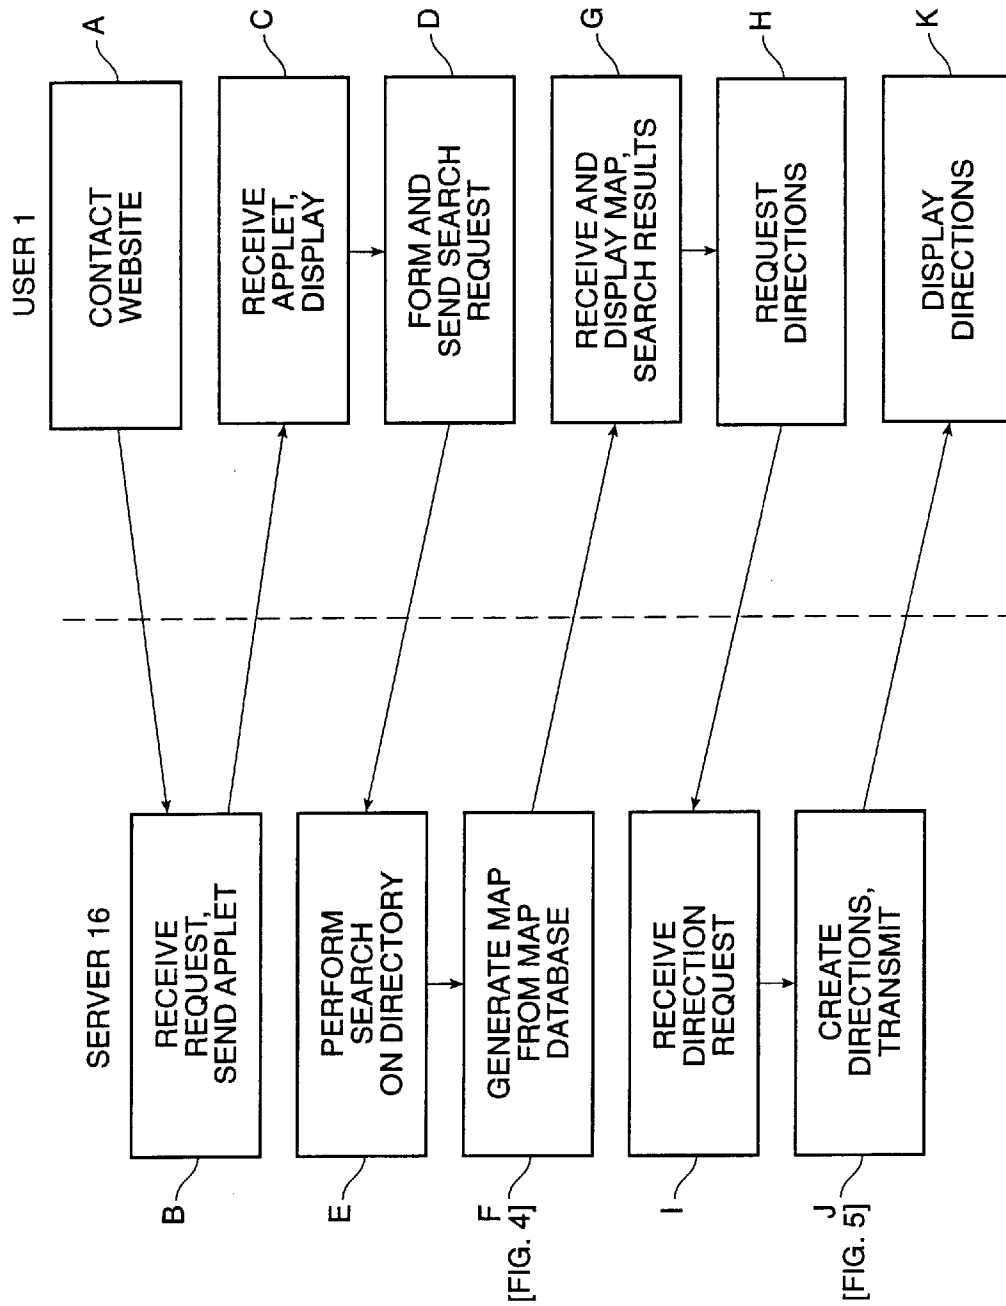 USER 1
CONTACT
WEBSITE
A
RECEIVE
APPLET,
DISPLAY
C
FORM AND
SEND SEARCH
REQUEST
D
RECEIVE AND
DISPLAY MAP,
SEARCH RESULTS
G
REQUEST
DIRECTIONS
H
DISPLAY
DIRECTIONS
K
SERVER 16
RECEIVE
REQUEST,
SEND APPLET
B
PERFORM
SEARCH
ON DIRECTORY
E
GENERATE MAP
FROM MAP
DATABASE
F
[FIG. 4]
RECEIVE
DIRECTION
REQUEST
I
CREATE
DIRECTIONS,
TRANSMIT
J
[FIG. 5]